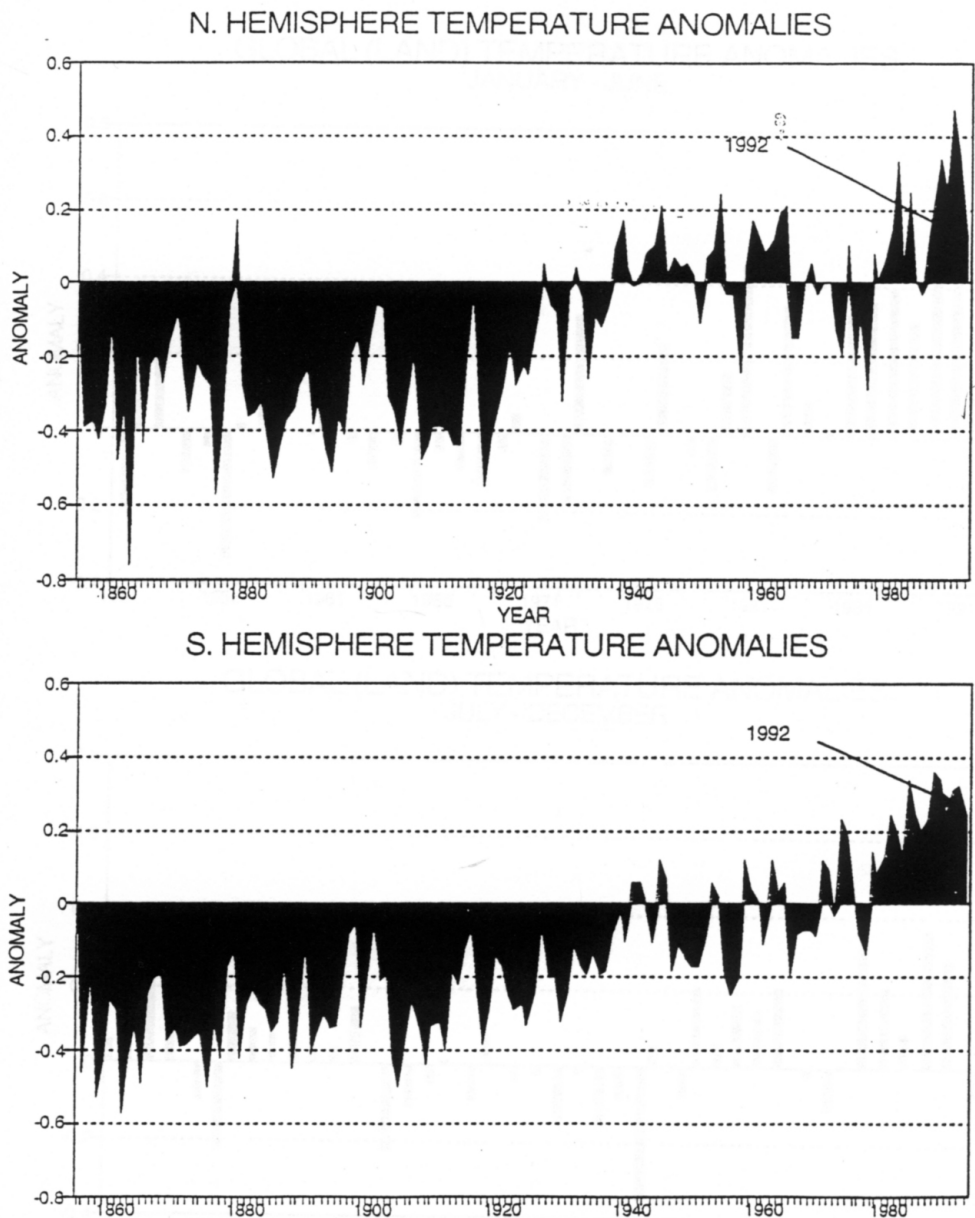 N. HEMISPHERE TEMPERATURE ANOMALIES
0.6
0.4
1992
0.2
0
ANOMALY
-0.2
-0.4
-0.6
-0.8
1860 1880 1900 1920 1940 1960 1980
YEAR
S. HEMISPHERE TEMPERATURE ANOMALIES
0.6
1992
0.4
0.2
0
ANOMALY
-0.2
-0.4
-0.6
-0.8
1860 1880 1900 1920 1940 1960 1980